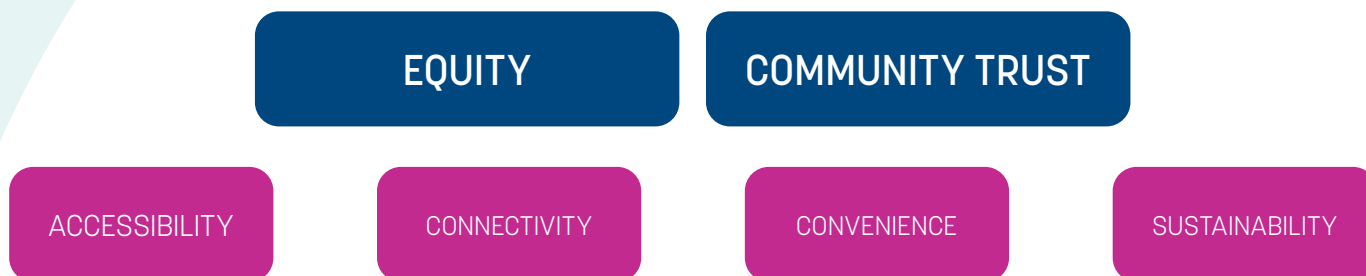 EQUITY
COMMUNITY TRUST
ACCESSIBILITY
CONNECTIVITY
CONVENIENCE
SUSTAINABILITY